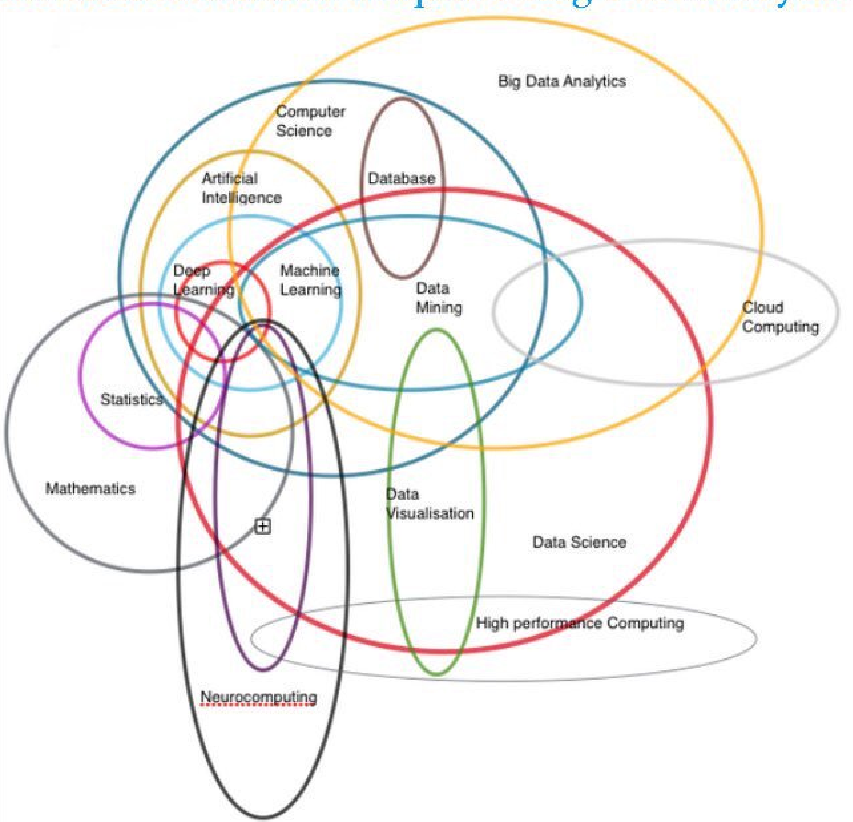 Big Data Analytics
Computer
Science
Artificial
Intelligence
Database
Deep
Learning
Machine
Learning
Data
Mining
Cloud
Computing
Statistics
Mathematics
Data
Visualisation
Data Science
High performance Computing
Neurocomputing